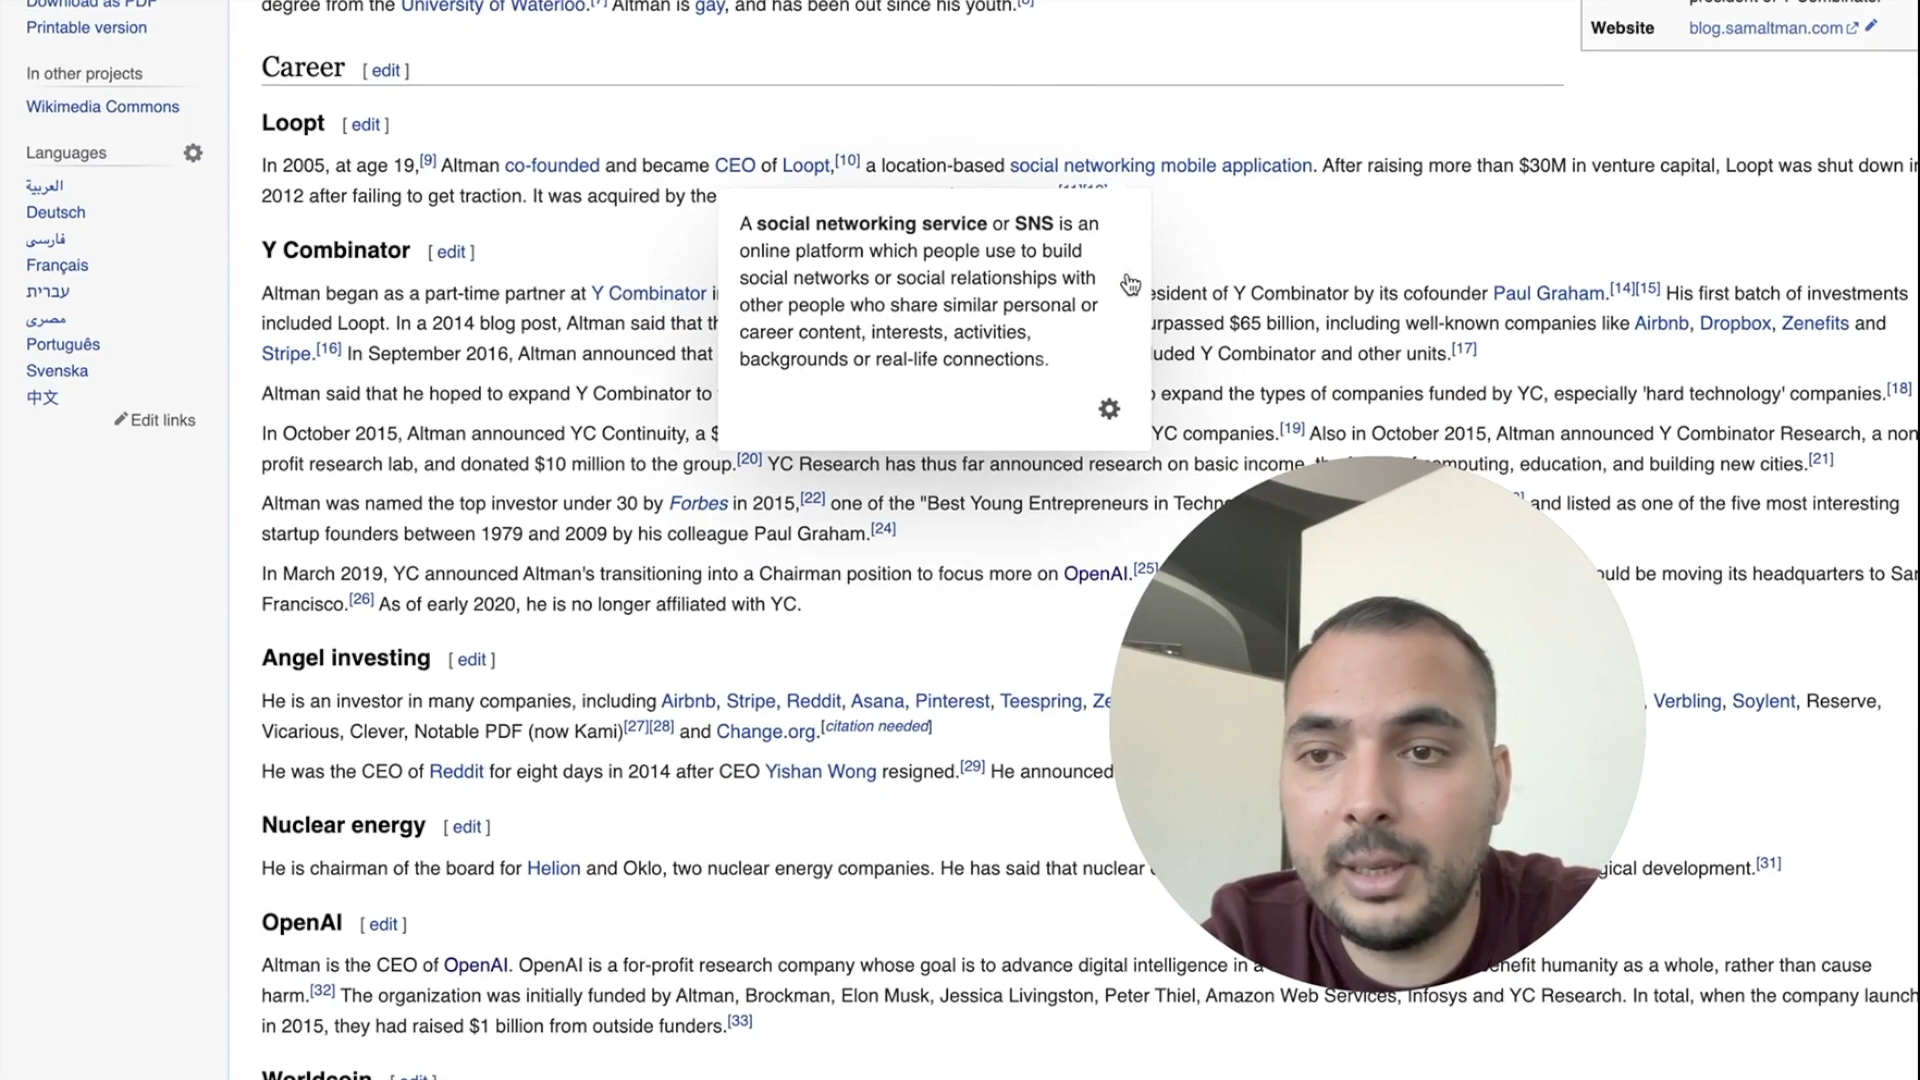 Download as PDF
Printable version
In other projects
Wikimedia Commons
Languages
العربية
Deutsch
فارسی
Français
עברית
مصرى
Português
Svenska
中文
Edit links
degree from the University of Waterloo.[7] Altman is gay, and has been out since his youth.[8]
president of Y Combinator
Website blog.samaltman.com
Career [ edit ]
Loopt [ edit ]
In 2005, at age 19,[9] Altman co-founded and became CEO of Loopt,[10] a location-based social networking mobile application. After raising more than $30M in venture capital, Loopt was shut down in
2012 after failing to get traction. It was acquired by the [11][12]
A social networking service or SNS is an
online platform which people use to build
social networks or social relationships with
other people who share similar personal or
career content, interests, activities,
backgrounds or real-life connections.
Y Combinator [ edit ]
Altman began as a part-time partner at Y Combinator i esident of Y Combinator by its cofounder Paul Graham.[14][15] His first batch of investments
included Loopt. In a 2014 blog post, Altman said that th urpassed $65 billion, including well-known companies like Airbnb, Dropbox, Zenefits and
Stripe.[16] In September 2016, Altman announced that luded Y Combinator and other units.[17]
Altman said that he hoped to expand Y Combinator to expand the types of companies funded by YC, especially 'hard technology' companies.[18]
In October 2015, Altman announced YC Continuity, a $ YC companies.[19] Also in October 2015, Altman announced Y Combinator Research, a non
profit research lab, and donated $10 million to the group.[20] YC Research has thus far announced research on basic income, mputing, education, and building new cities.[21]
Altman was named the top investor under 30 by Forbes in 2015,[22] one of the "Best Young Entrepreneurs in Techn and listed as one of the five most interesting
startup founders between 1979 and 2009 by his colleague Paul Graham.[24]
In March 2019, YC announced Altman's transitioning into a Chairman position to focus more on OpenAI.[25] ould be moving its headquarters to San
Francisco.[26] As of early 2020, he is no longer affiliated with YC.
Angel investing [ edit ]
He is an investor in many companies, including Airbnb, Stripe, Reddit, Asana, Pinterest, Teespring, Ze , Verbling, Soylent, Reserve,
Vicarious, Clever, Notable PDF (now Kami)[27][28] and Change.org.[citation needed]
He was the CEO of Reddit for eight days in 2014 after CEO Yishan Wong resigned.[29] He announced
Nuclear energy [ edit ]
He is chairman of the board for Helion and Oklo, two nuclear energy companies. He has said that nuclear gical development.[31]
OpenAI [ edit ]
Altman is the CEO of OpenAI. OpenAI is a for-profit research company whose goal is to advance digital intelligence in a enefit humanity as a whole, rather than cause
harm.[32] The organization was initially funded by Altman, Brockman, Elon Musk, Jessica Livingston, Peter Thiel, Amazon Web Services, Infosys and YC Research. In total, when the company launch
in 2015, they had raised $1 billion from outside funders.[33]
Worldcoin [ edit ]